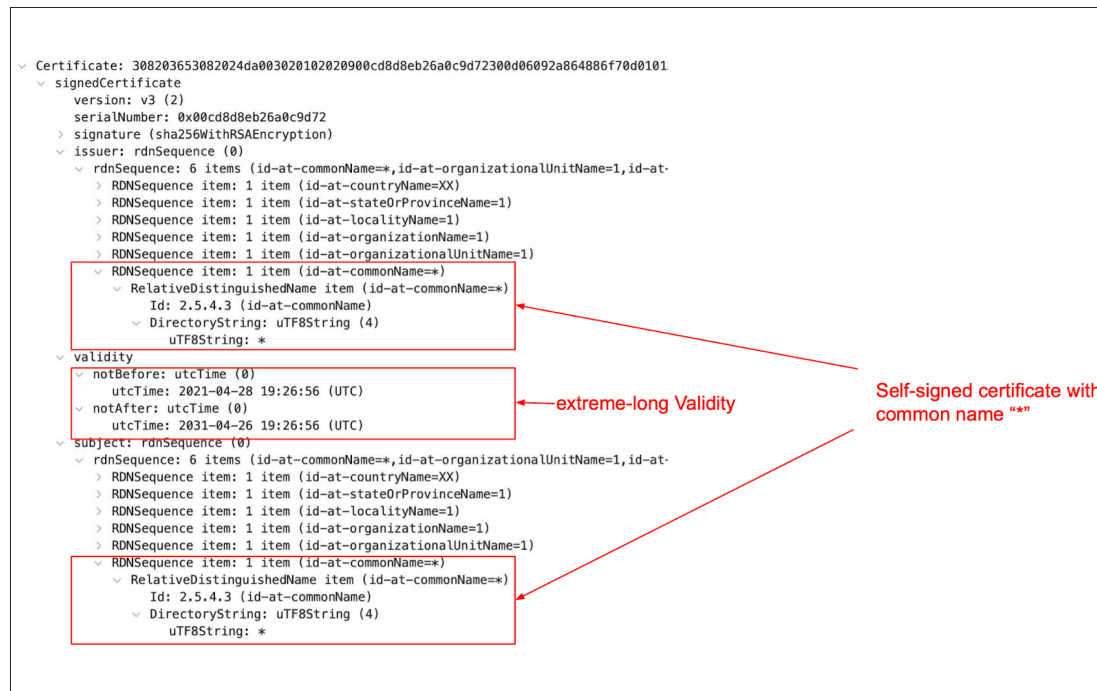 Certificate: 308203653082024da003020102020900cd8d8eb26a0c9d72300d06092a864886f70d0101.
signedCertificate
version: v3 (2)
serialNumber: 0x00cd8d8eb26a0c9d72
signature (sha256WithRSAEncryption)
issuer: rdnSequence (0)
rdnSequence: 6 items (id-at-commonName=*,id-at-organizationalUnitName=1,id-at-
RDNSequence item: 1 item (id-at-countryName=XX)
RDNSequence item: 1 item (id-at-stateOrProvinceName=1)
RDNSequence item: 1 item (id-at-localityName=1)
RDNSequence item: 1 item (id-at-organizationName=1)
RDNSequence item: 1 item (id-at-organizationalUnitName=1)
RDNSequence item: 1 item (id-at-commonName=*)
RelativeDistinguishedName item (id-at-commonName=*)
Id: 2.5.4.3 (id-at-commonName)
DirectoryString: uTF8String (4)
uTF8String: *
validity
notBefore: utcTime (0)
utcTime: 2021-04-28 19:26:56 (UTC)
notAfter: utcTime (0)
utcTime: 2031-04-26 19:26:56 (UTC)
extreme-long Validity
Self-signed certificate with
common name “*”
subject: rdnSequence (0)
rdnSequence: 6 items (id-at-commonName=*,id-at-organizationalUnitName=1,id-at-
RDNSequence item: 1 item (id-at-countryName=XX)
RDNSequence item: 1 item (id-at-stateOrProvinceName=1)
RDNSequence item: 1 item (id-at-localityName=1)
RDNSequence item: 1 item (id-at-organizationName=1)
RDNSequence item: 1 item (id-at-organizationalUnitName=1)
RDNSequence item: 1 item (id-at-commonName=*)
RelativeDistinguishedName item (id-at-commonName=*)
Id: 2.5.4.3 (id-at-commonName)
DirectoryString: uTF8String (4)
uTF8String: *